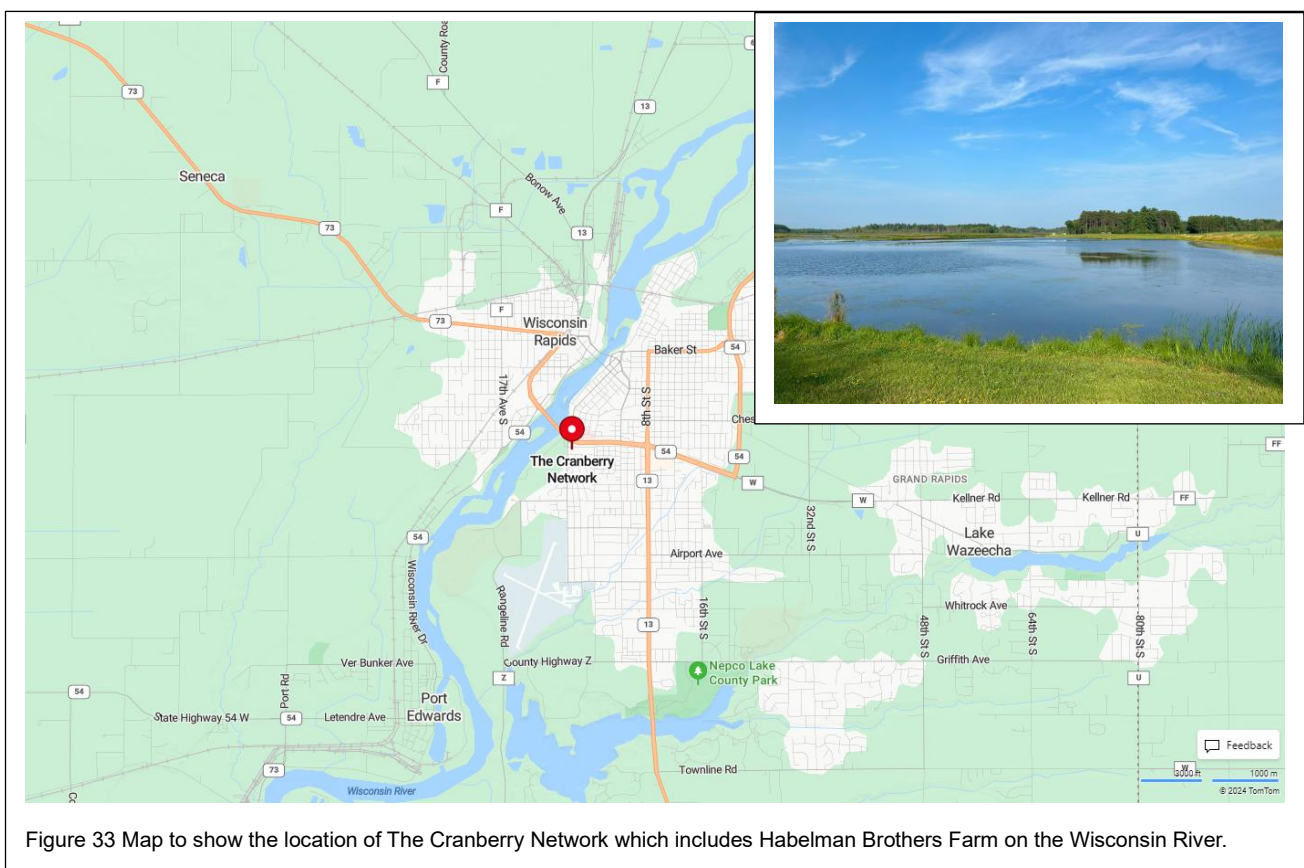 73
F
County Roa
13
Seneca
Bonow Ave
73
F
13
F
73
Wisconsin
Rapids
Baker St
54
17th Ave S
8th St S
Ches
54
The Cranberry
Network
54
54
13
W
FF
GRAND RAPIDS
W
Kellner Rd
Kellner Rd
FF
32nd St S
Lake
Wazeecha
U
54
Airport Ave
Wisconsin River Dr
Rangeline Rd
16th St S
Whitrock Ave
48th St S
64th St S
80th St S
13
Ver Bunker Ave
County Highway Z
Z
Nepco Lake
County Park
Griffith Ave
U
54
Port Rd
Port
Edwards
State Highway 54 W
54
Letendre Ave
Feedback
73
Townline Rd
W
3000 ft
1000 m
Wisconsin River
© 2024 TomTom
Figure 33 Map to show the location of The Cranberry Network which includes Habelman Brothers Farm on the Wisconsin River.